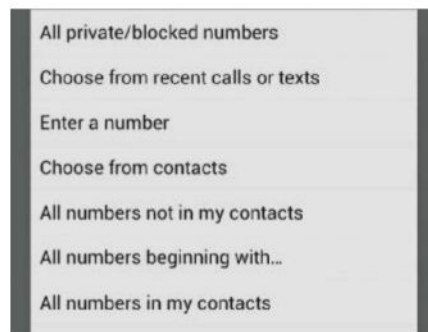 All private/blocked numbers
Choose from recent calls or texts
Enter a number
Choose from contacts
All numbers not in my contacts
All numbers beginning with...
All numbers in my contacts